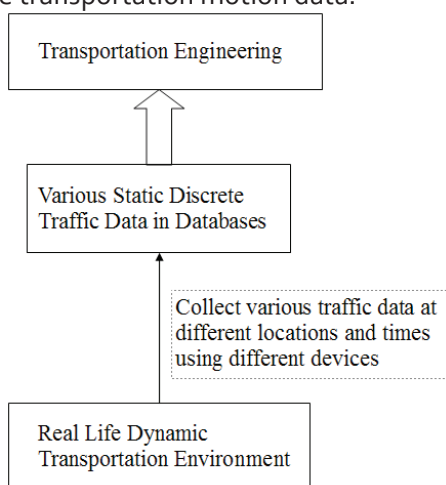 e transportation motion data.
Transportation Engineering
Various Static Discrete
Traffic Data in Databases
Collect various traffic data at
different locations and times
using different devices
Real Life Dynamic
Transportation Environment